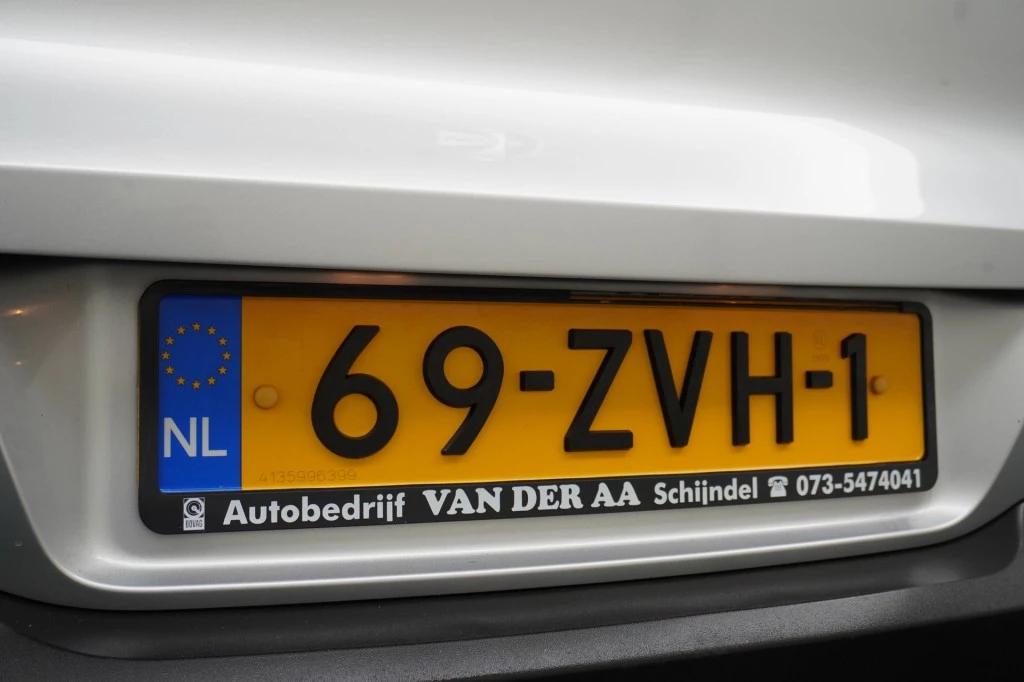 NL
69-ZVH-1
4135996399
BOVAG
Autobedrijf VAN DER AA Schijndel ☎ 073-5474041